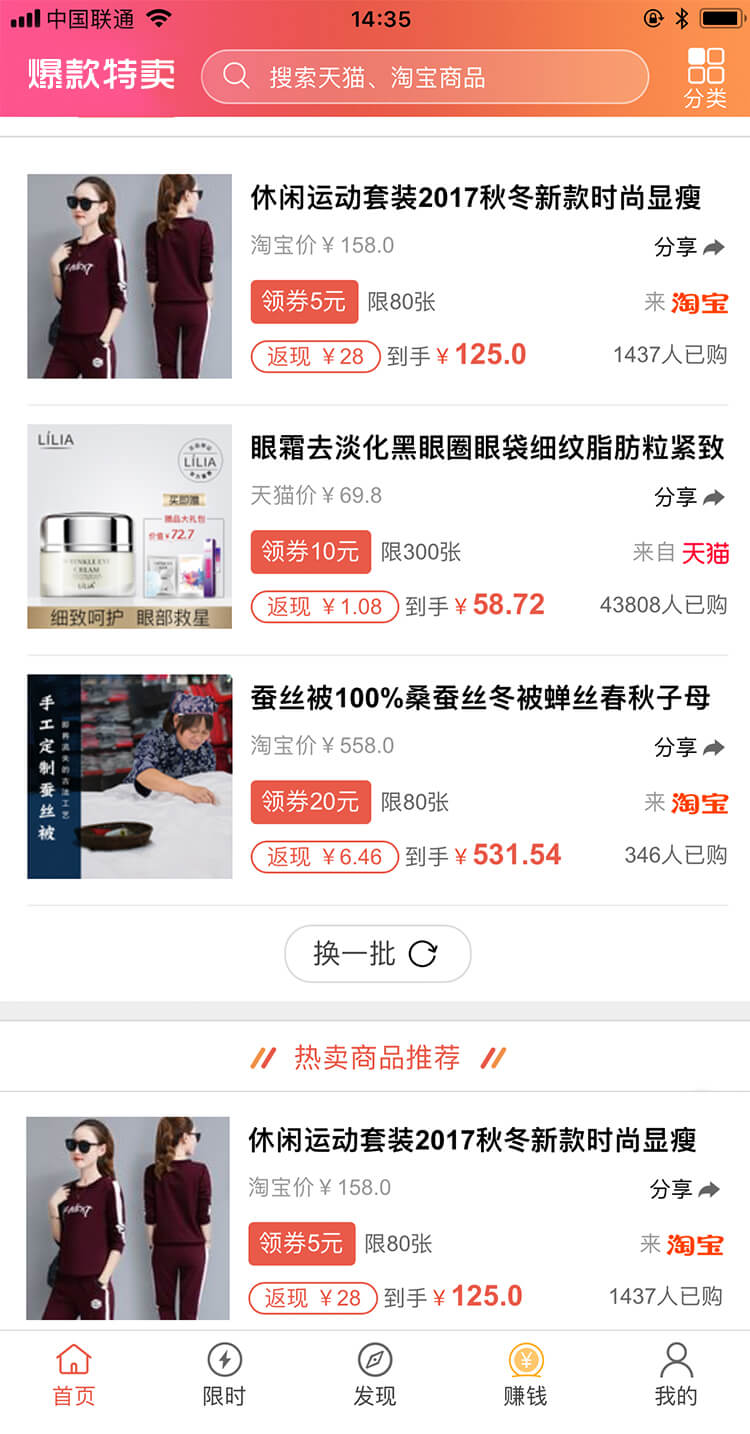 中国联通 14:35
爆款特卖 搜索天猫、淘宝商品 分类
休闲运动套装2017秋冬新款时尚显瘦
淘宝价¥158.0 分享
领券5元 限80张 来 淘宝
返现 ¥28 到手¥125.0 1437人已购
LÍLIA
LÍLIA
买即赠
赠品大礼包
价值¥72.7
WRINKLE EYE
CREAM
LILIA
细致呵护 眼部救星
眼霜去淡化黑眼圈眼袋细纹脂肪粒紧致
天猫价¥69.8 分享
领券10元 限300张 来自 天猫
返现 ¥1.08 到手¥58.72 43808人已购
手工定制蚕丝被
即将流失的古法工艺
蚕丝被100%桑蚕丝冬被蝉丝春秋子母
淘宝价¥558.0 分享
领券20元 限80张 来 淘宝
返现 ¥6.46 到手¥531.54 346人已购
换一批
热卖商品推荐
休闲运动套装2017秋冬新款时尚显瘦
淘宝价¥158.0 分享
领券5元 限80张 来 淘宝
返现 ¥28 到手¥125.0 1437人已购
首页 限时 发现 赚钱 我的